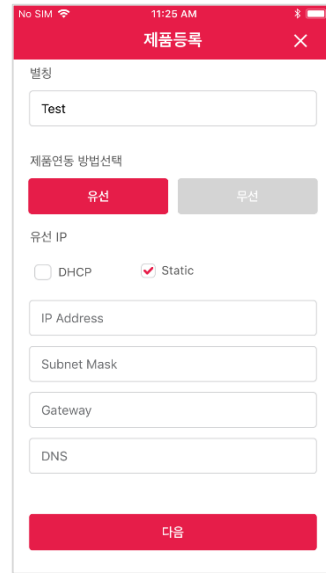 No SIM 11:25 AM
제품등록
별칭
Test
제품연동 방법선택
유선 무선
유선 IP
DHCP Static
IP Address
Subnet Mask
Gateway
DNS
다음